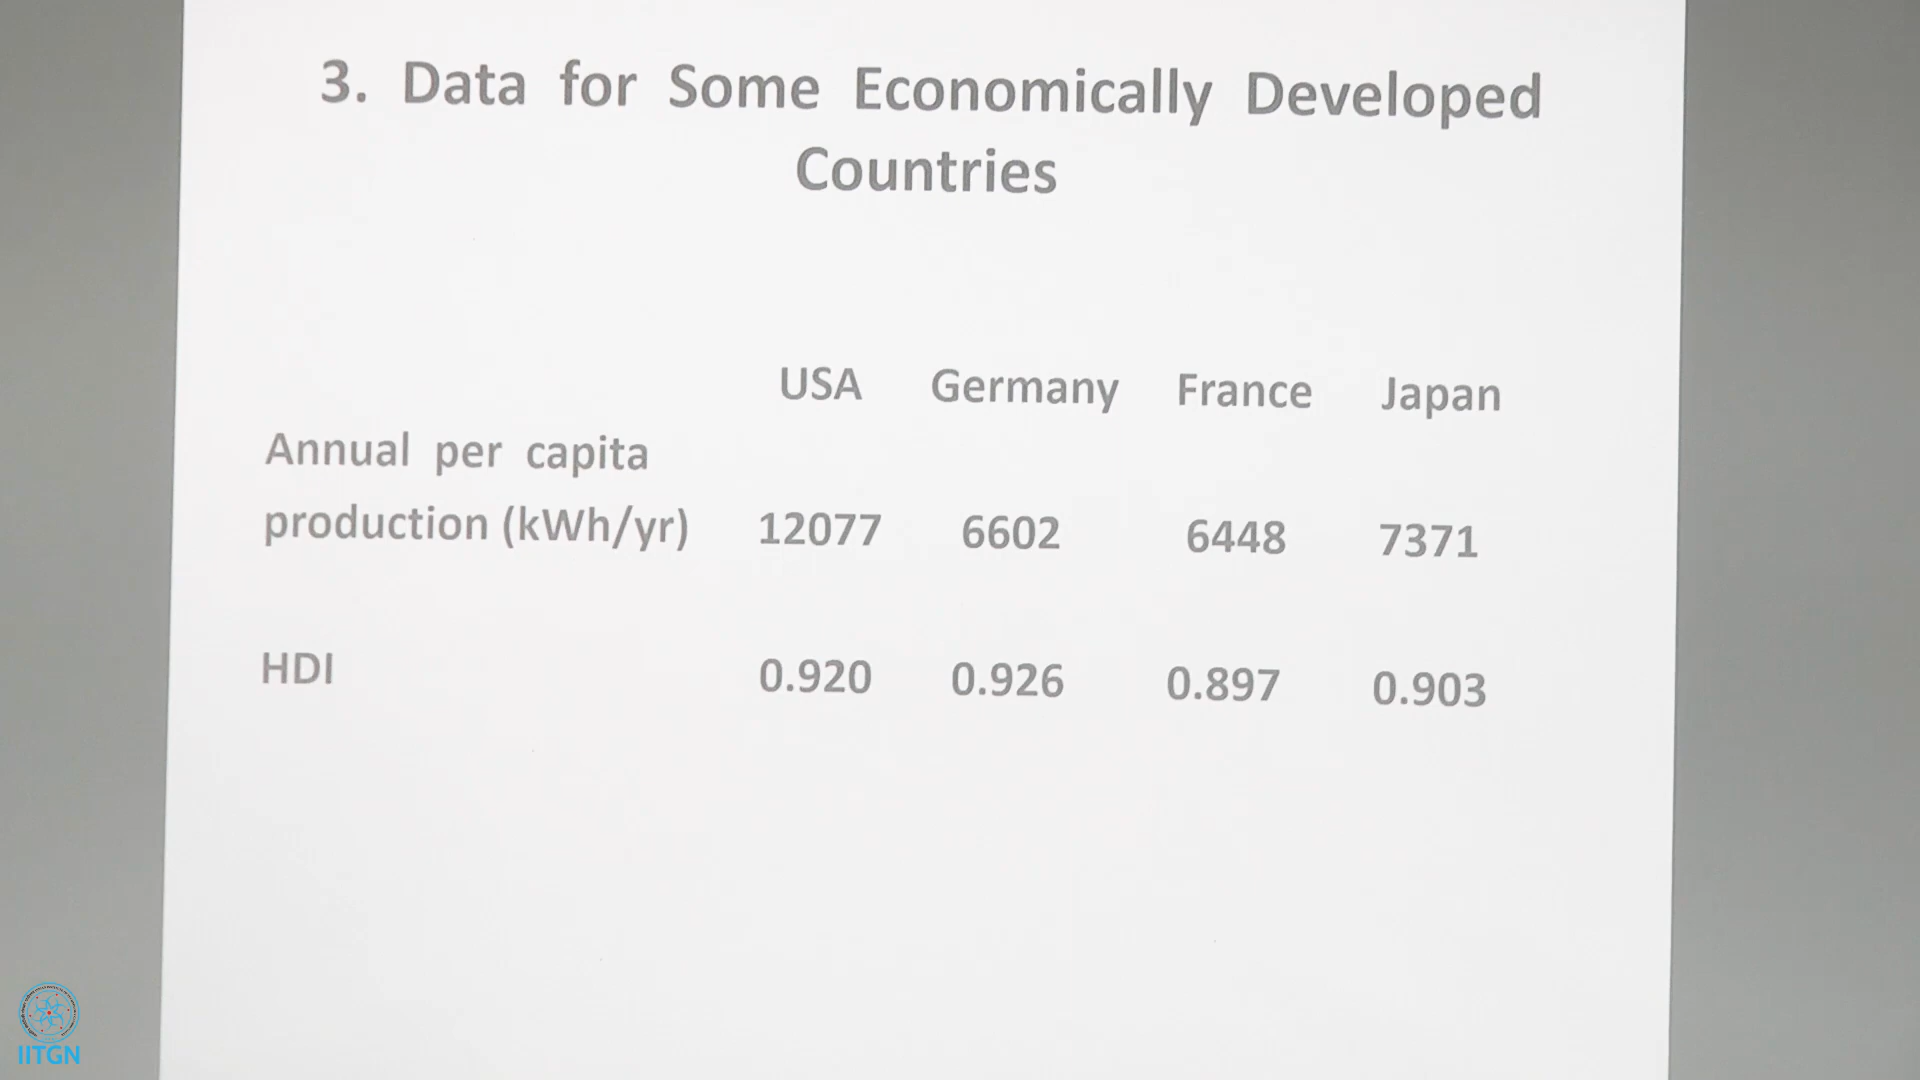 3. Data for Some Economically Developed
Countries
USA Germany France Japan
Annual per capita
production (kWh/yr) 12077 6602 6448 7371
HDI 0.920 0.926 0.897 0.903
IITGN